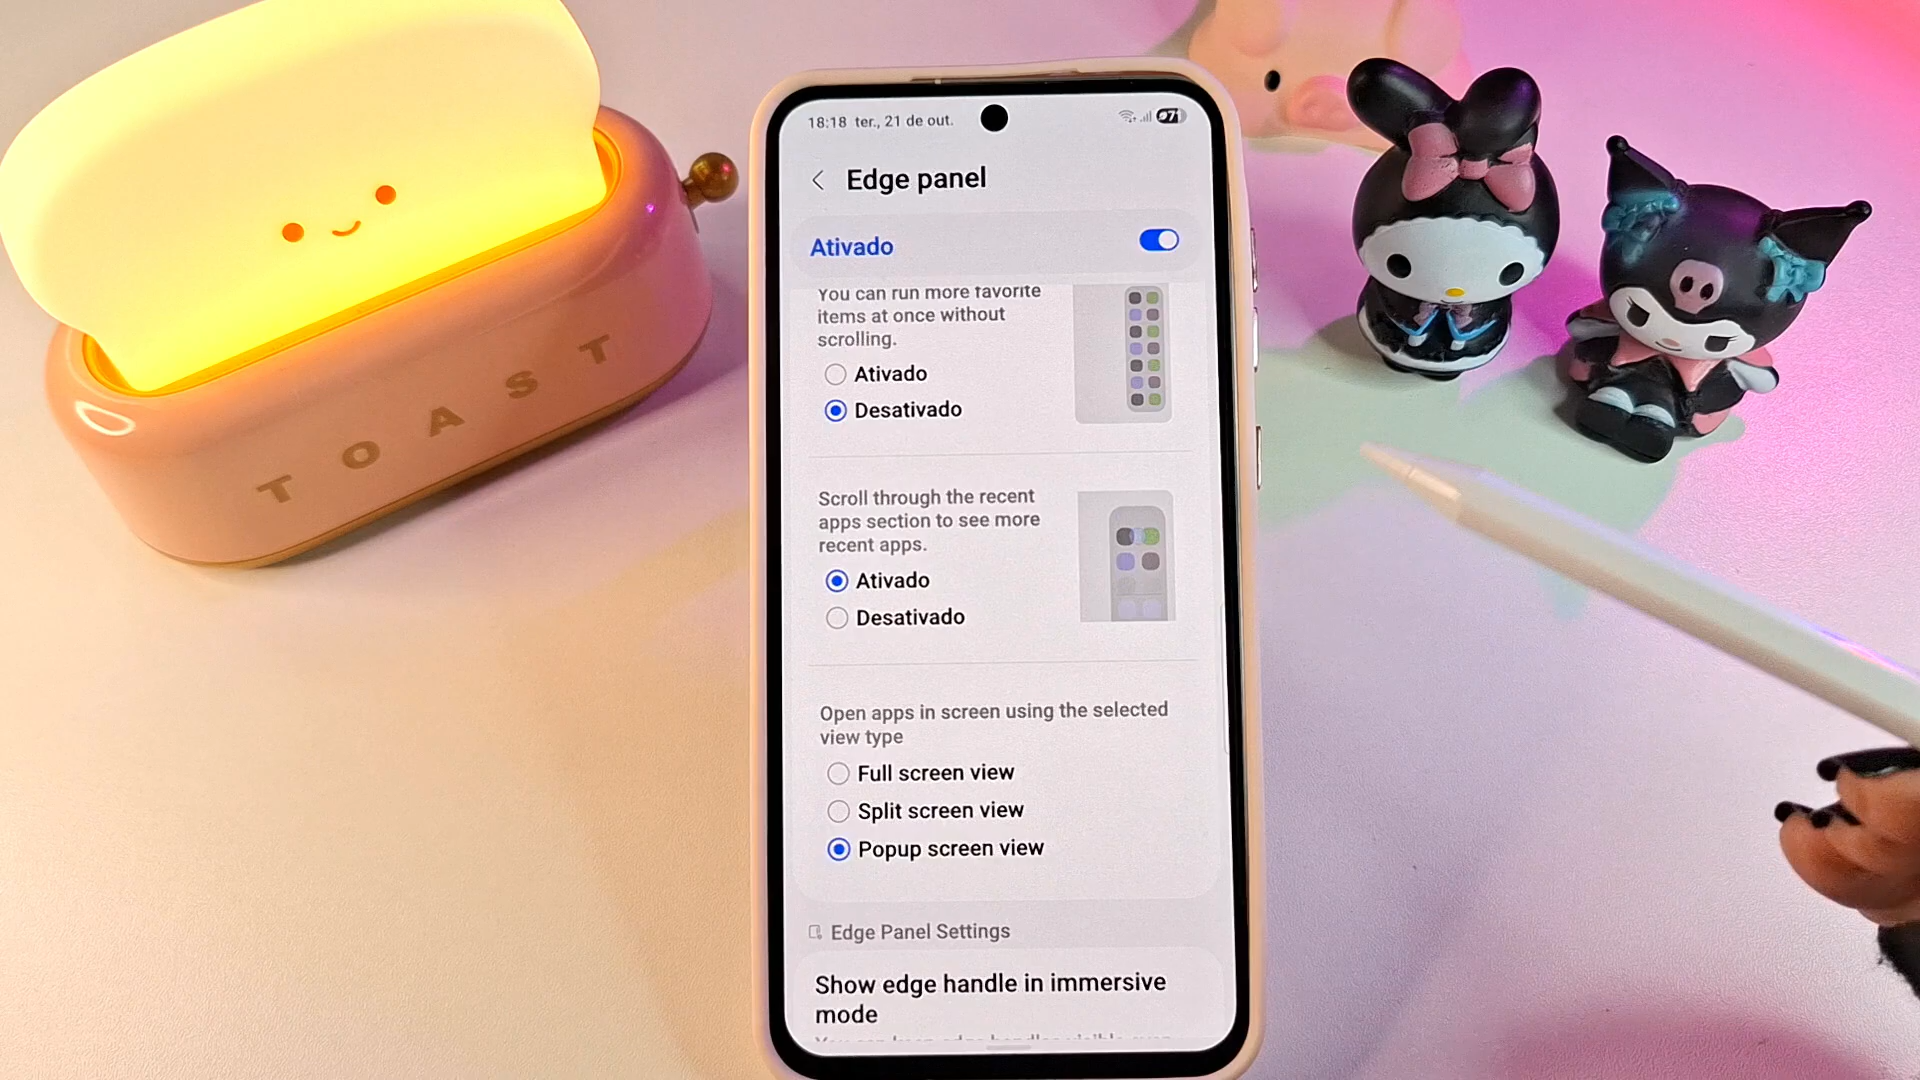 TOAST
18:18 ter., 21 de out.
71
Edge panel
Ativado
You can run more favorite
items at once without
scrolling.
Ativado
Desativado
Scroll through the recent
apps section to see more
recent apps.
Ativado
Desativado
Open apps in screen using the selected
view type
Full screen view
Split screen view
Popup screen view
Edge Panel Settings
Show edge handle in immersive
mode